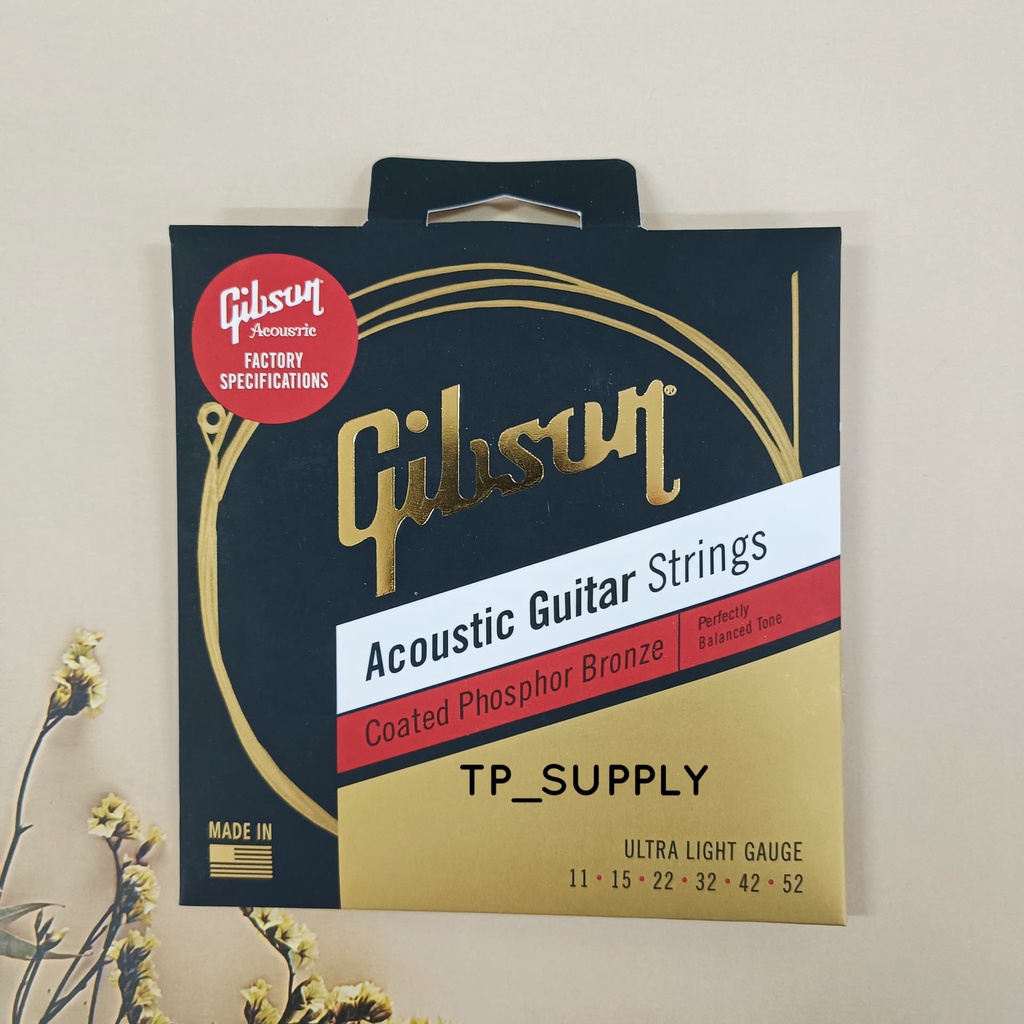 Gibson
Acoustic
FACTORY
SPECIFICATIONS
Gibson®
Acoustic Guitar Strings
Coated Phosphor Bronze
Perfectly
Balanced Tone
TP_SUPPLY
MADE IN
ULTRA LIGHT GAUGE
11 • 15 • 22 • 32 • 42 • 52